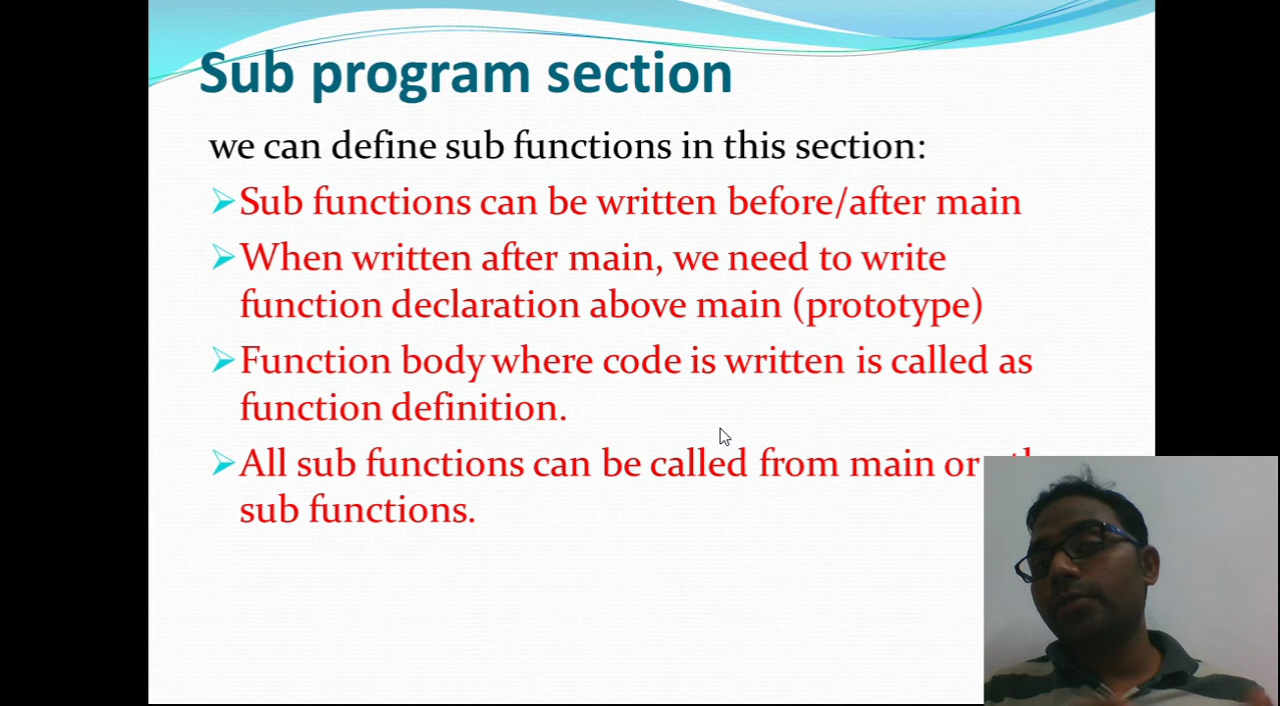 Sub program section
we can define sub functions in this section:
Sub functions can be written before/after main
When written after main, we need to write
function declaration above main (prototype)
Function body where code is written is called as
function definition.
All sub functions can be called from main or
sub functions.